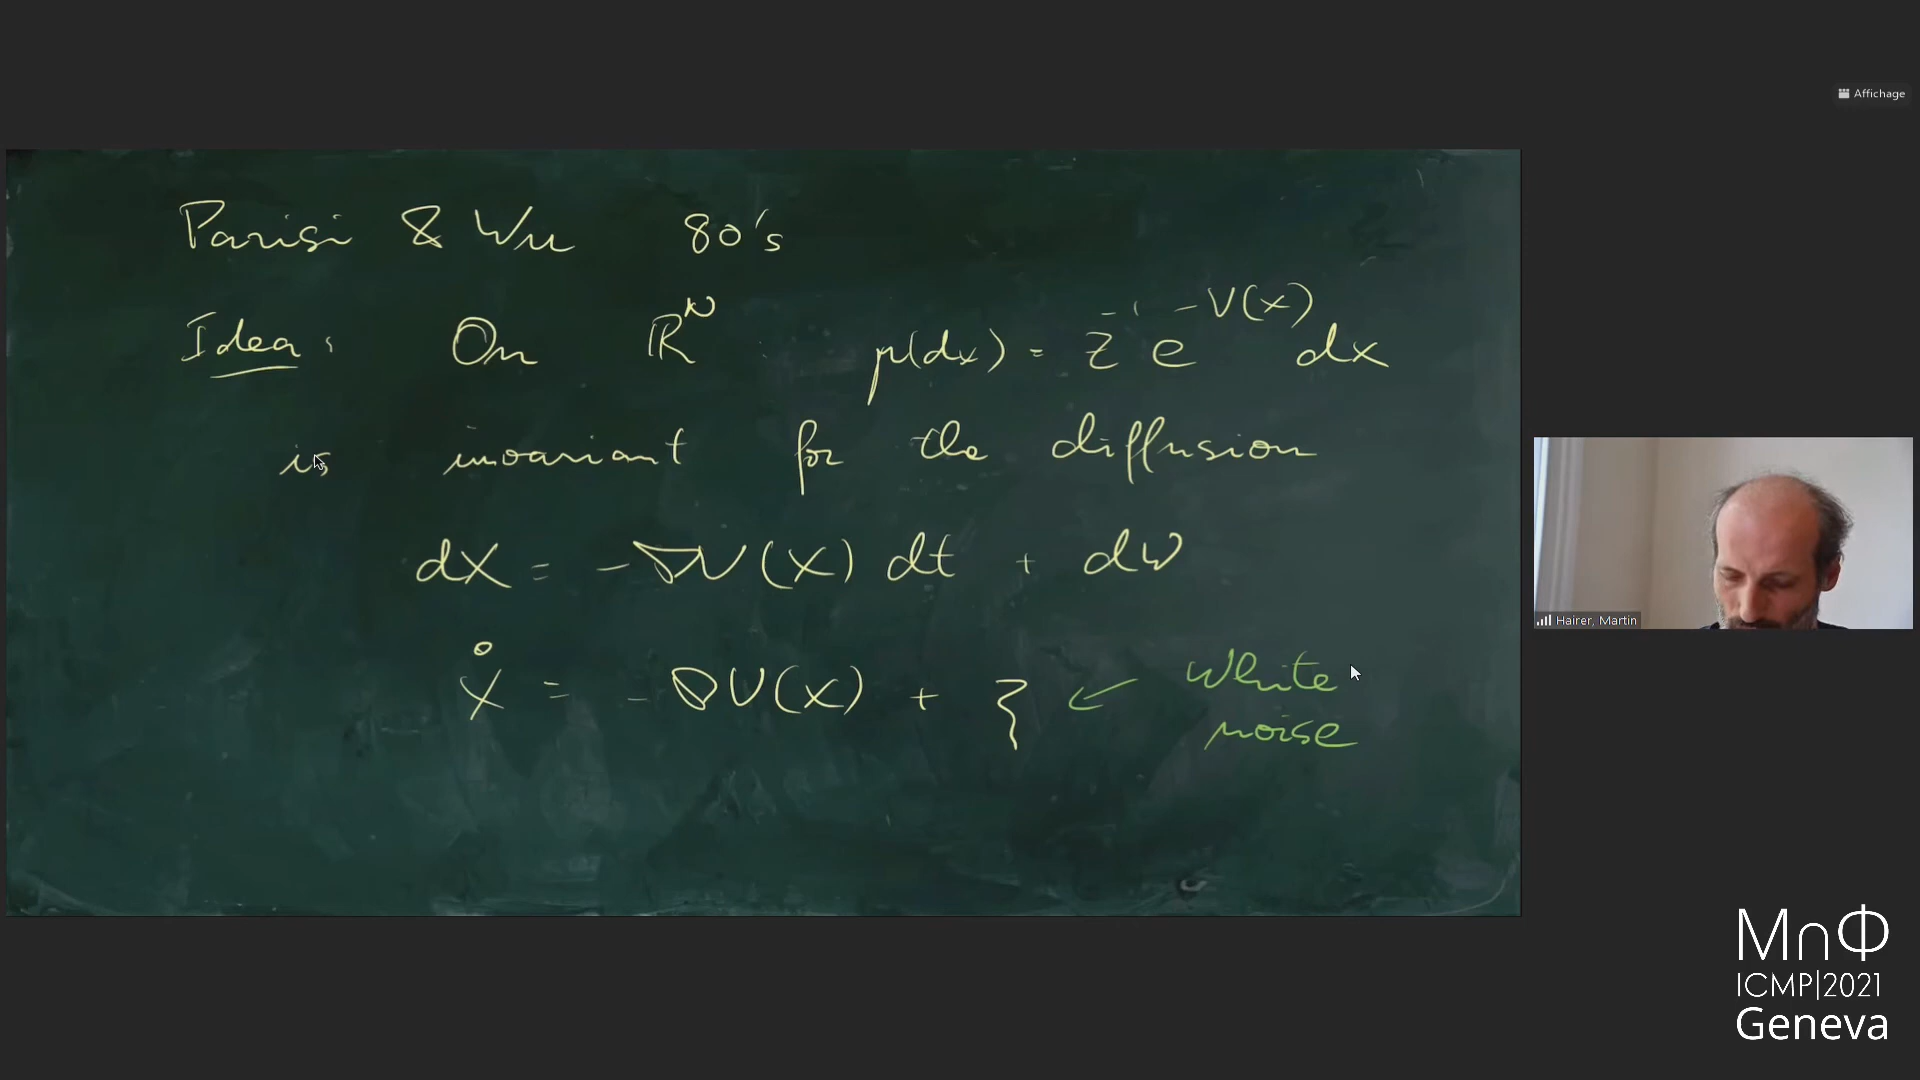 Affichage
Parisi & Wu 80's
Idea: On ℝᴺ μ(dx) = Z⁻¹ e^{-V(x)} dx
is invariant for the diffusion
dX = -∇V(X) dt + dW
Ẋ = -∇V(X) + ξ ← White
noise
Hairer, Martin
M∩Φ
ICMP|2021
Geneva